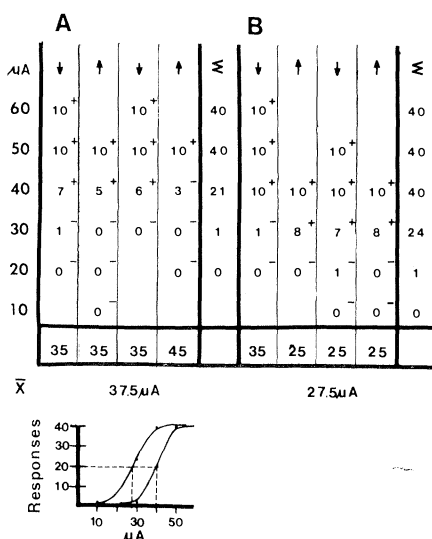 A B
μA ↓ ↑ ↓ ↑ Σ ↓ ↑ ↓ ↑ Σ
60 10+ 10+ 40 10+ 40
50 10+ 10+ 10+ 10+ 40 10+ 10+ 40
40 7+ 5+ 6+ 3- 21 10+ 10+ 10+ 10+ 40
30 1- 0- 0- 0- 1 1- 8+ 7+ 8+ 24
20 0- 0- 0- 0 0- 0- 1- 0- 1
10 0- 0- 0- 0
35 35 35 45 35 25 25 25
X̄ 37.5μA 27.5μA
Responses
40
30
20
10
10 30 50
μA